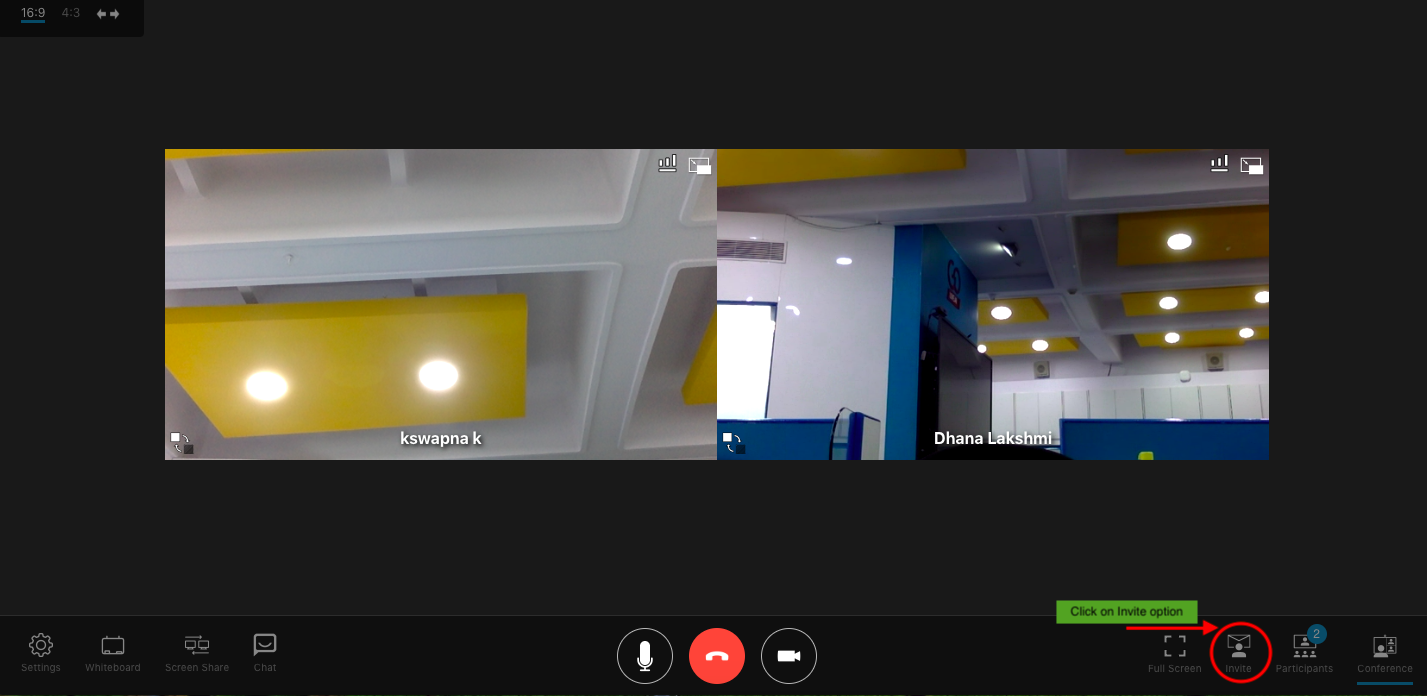 16:9 4:3
kswapna k
Dhana Lakshmi
Click on Invite option
2
Settings Whiteboard Screen Share Chat Full Screen Invite Participants Conference